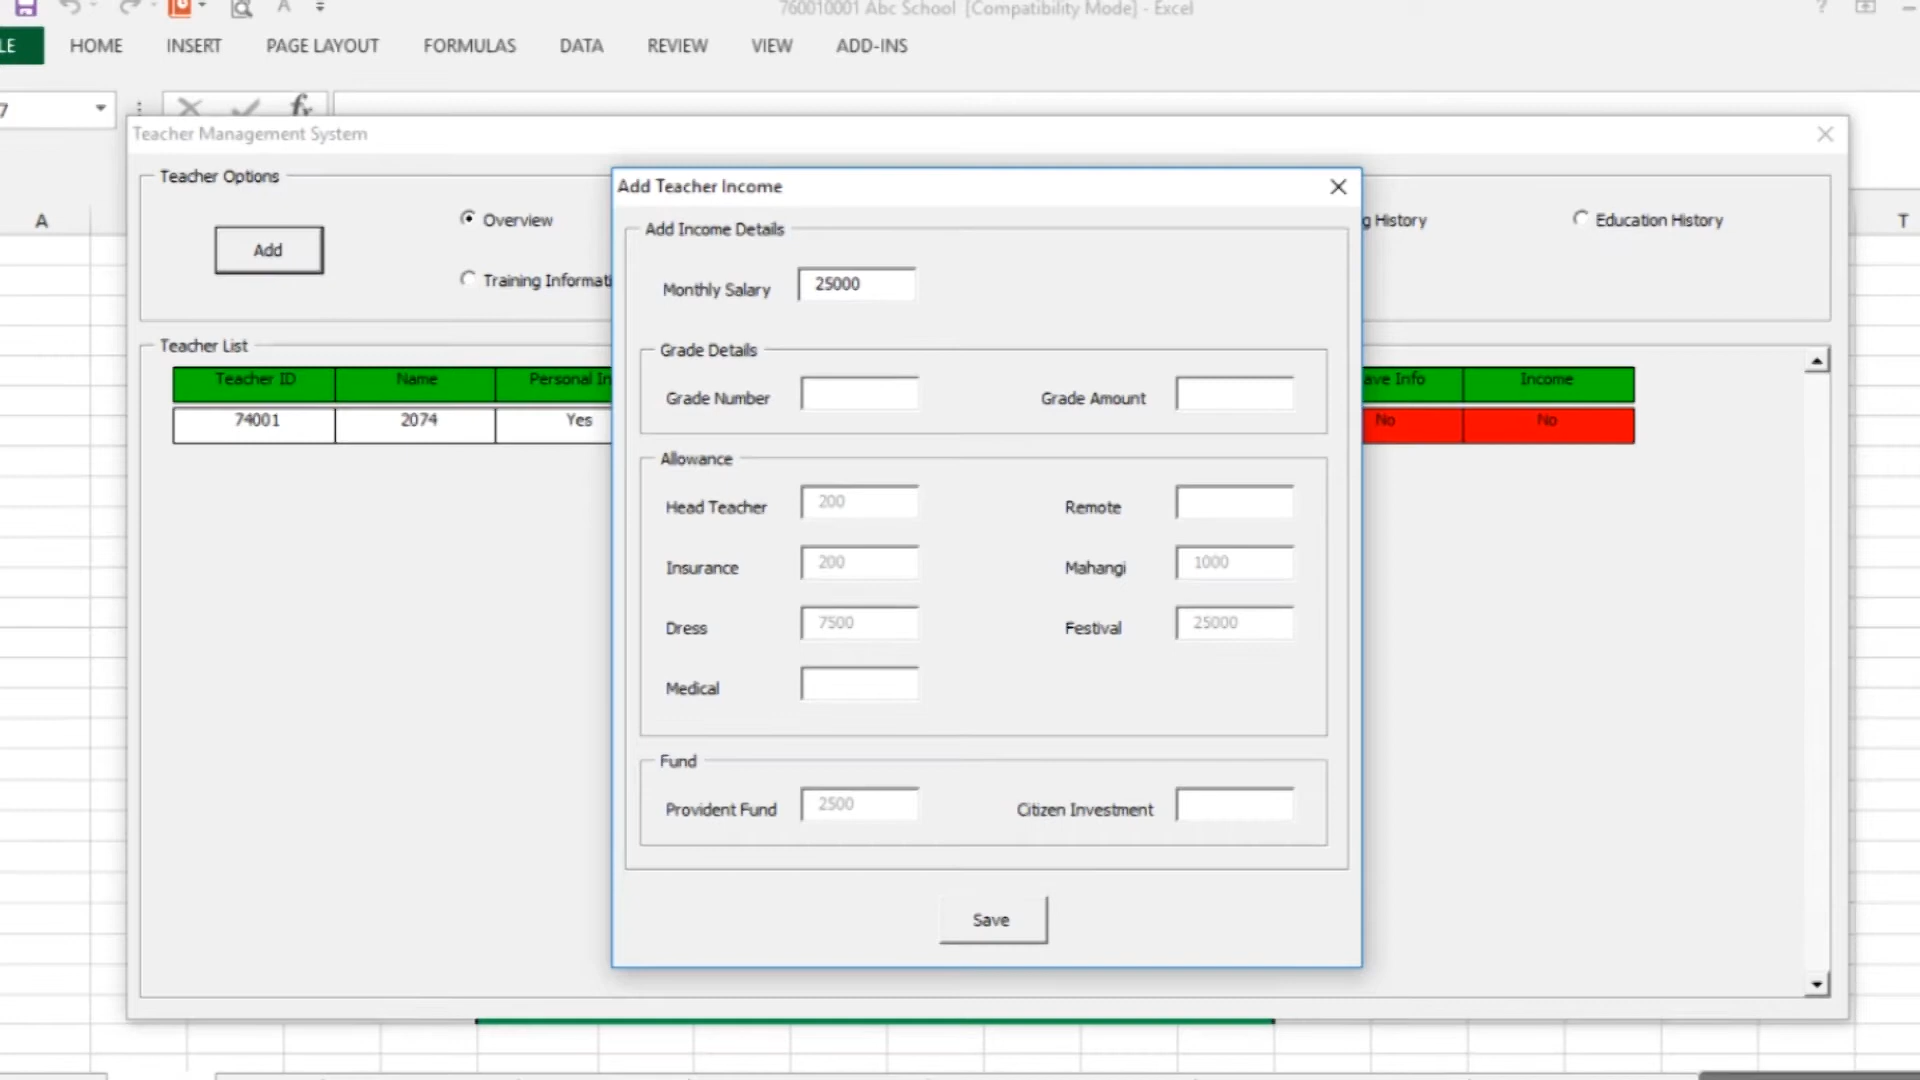 760010001 Abc School [Compatibility Mode] - Excel
LE HOME INSERT PAGE LAYOUT FORMULAS DATA REVIEW VIEW ADD-INS
7 fx
Teacher Management System
Teacher Options
Add
Overview
Training Informati
g History
Education History
A
T
Teacher List
Teacher ID Name Personal In ave Info Income
74001 2074 Yes No No
Add Teacher Income
Add Income Details
Monthly Salary 25000
Grade Details
Grade Number Grade Amount
Allowance
Head Teacher 200 Remote
Insurance 200 Mahangi 1000
Dress 7500 Festival 25000
Medical
Fund
Provident Fund 2500 Citizen Investment
Save